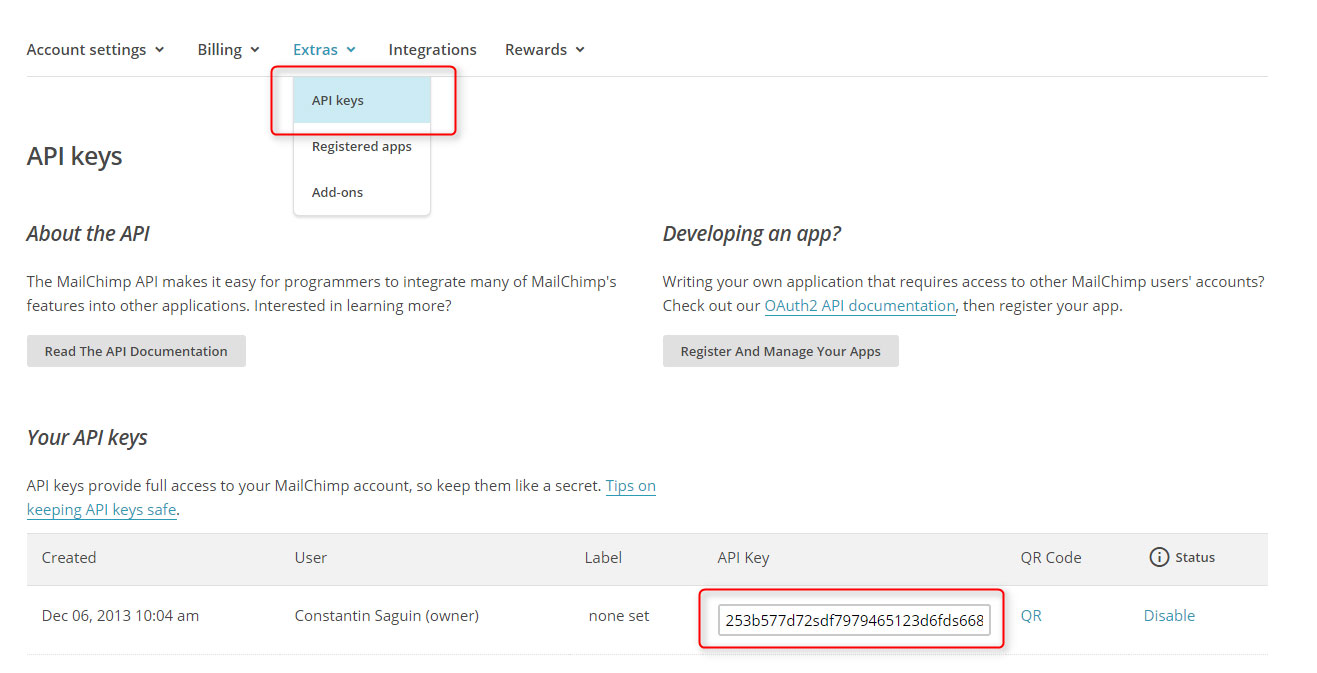 Account settings Billing Extras Integrations Rewards
API keys
Registered apps
Add-ons
API keys
About the API
The MailChimp API makes it easy for programmers to integrate many of MailChimp's
features into other applications. Interested in learning more?
Read The API Documentation
Developing an app?
Writing your own application that requires access to other MailChimp users' accounts?
Check out our OAuth2 API documentation, then register your app.
Register And Manage Your Apps
Your API keys
API keys provide full access to your MailChimp account, so keep them like a secret. Tips on
keeping API keys safe.
Created User Label API Key QR Code Status
Dec 06, 2013 10:04 am Constantin Saguin (owner) none set 253b577d72sdf7979465123d6fds668 QR Disable